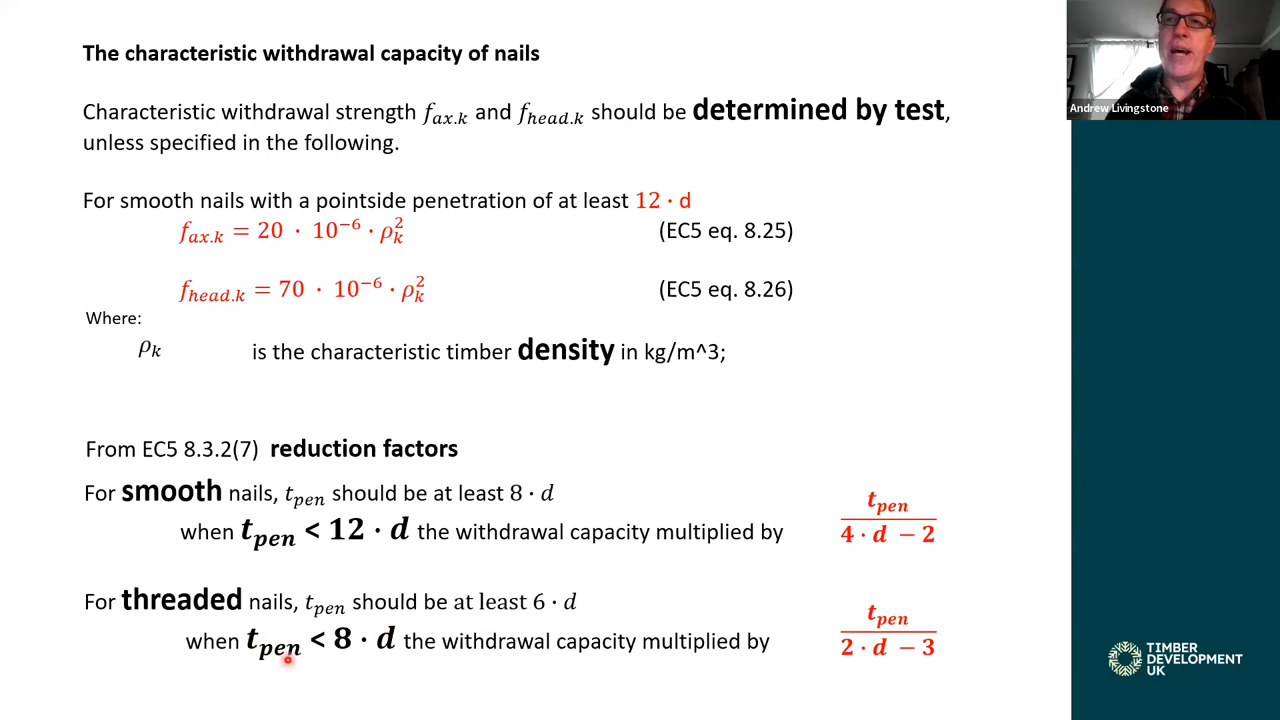 The characteristic withdrawal capacity of nails
Andrew Livingstone
Characteristic withdrawal strength f_ax.k and f_head.k should be determined by test,
unless specified in the following.
For smooth nails with a pointside penetration of at least 12 · d
f_ax.k = 20 · 10^−6 · ρ_k^2 (EC5 eq. 8.25)
f_head.k = 70 · 10^−6 · ρ_k^2 (EC5 eq. 8.26)
Where:
ρ_k is the characteristic timber density in kg/m^3;
From EC5 8.3.2(7) reduction factors
For smooth nails, t_pen should be at least 8 · d
when t_pen < 12 · d the withdrawal capacity multiplied by t_pen / (4 · d − 2)
For threaded nails, t_pen should be at least 6 · d
when t_pen < 8 · d the withdrawal capacity multiplied by t_pen / (2 · d − 3)
TIMBER
DEVELOPMENT
UK